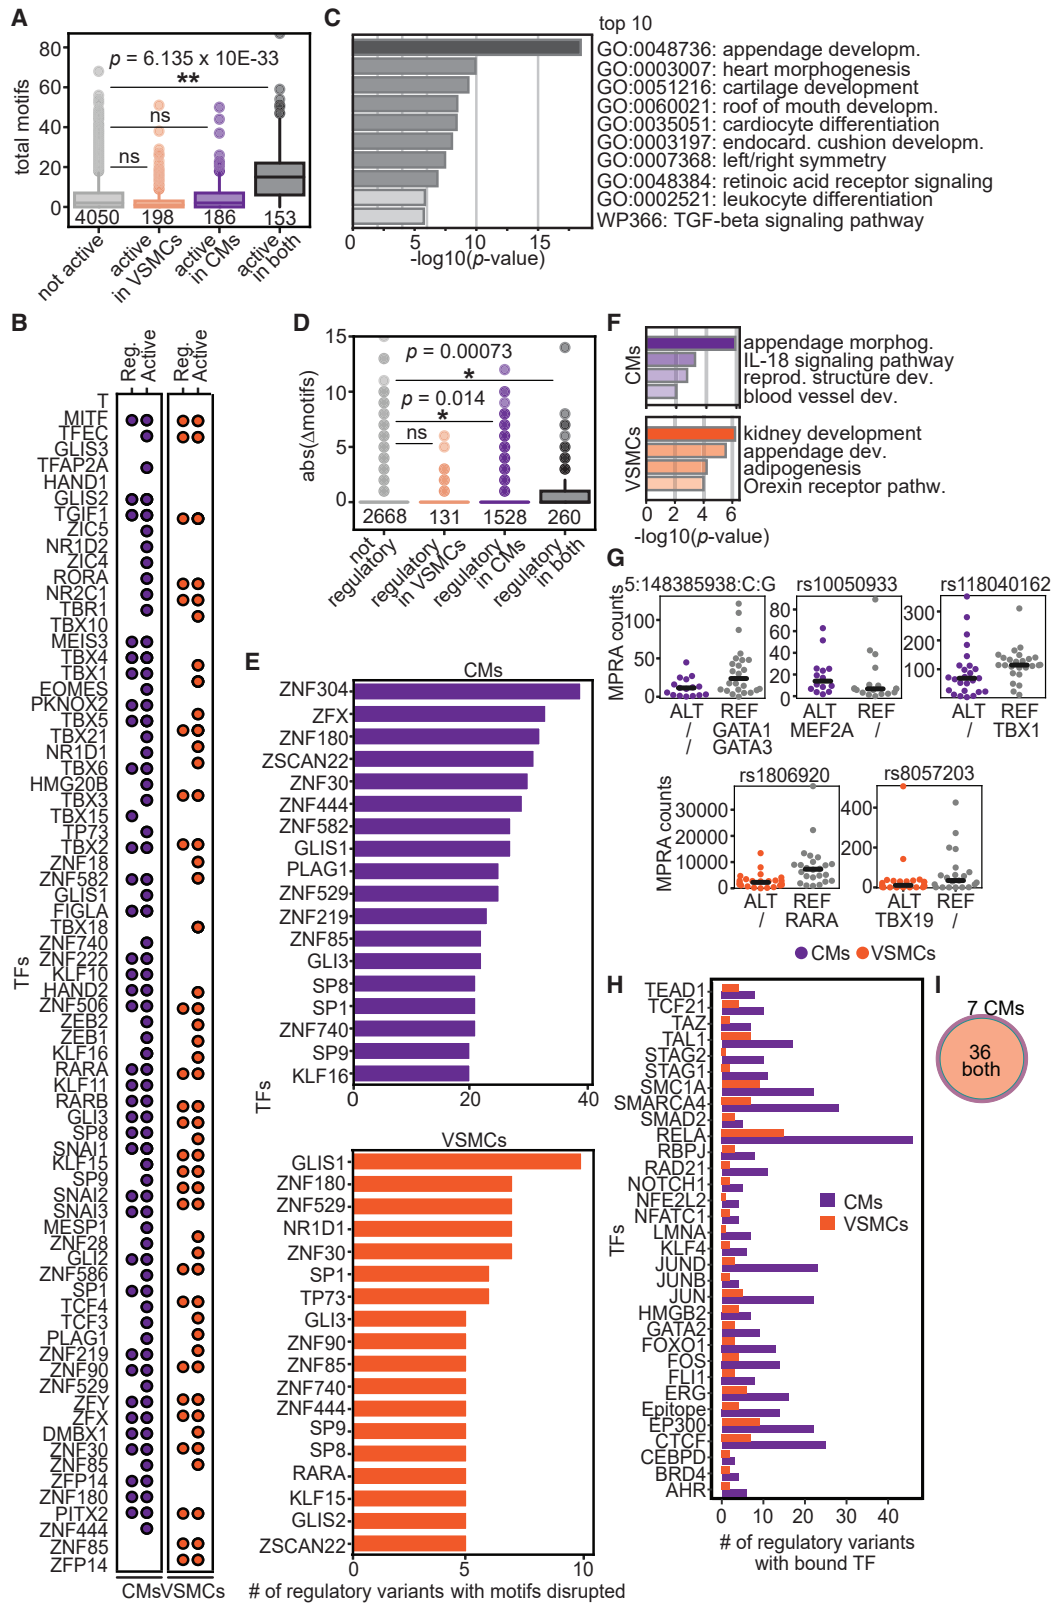 A
total motifs
80
60
40
20
0
p = 6.135 x 10E-33
**
ns
ns
4050
198
186
153
not active
active in VSMCs
active in CMs
active in both
C
top 10
GO:0048736: appendage developm.
GO:0003007: heart morphogenesis
GO:0051216: cartilage development
GO:0060021: roof of mouth developm.
GO:0035051: cardiocyte differentiation
GO:0003197: endocard. cushion developm.
GO:0007368: left/right symmetry
GO:0048384: retinoic acid receptor signaling
GO:0002521: leukocyte differentiation
WP366: TGF-beta signaling pathway
0
5
10
15
-log10(p-value)
B
Reg.
Active
Reg.
Active
T
MITF
TFEC
GLIS3
TFAP2A
HAND1
GLIS2
TGIF1
ZIC5
NR1D2
ZIC4
RORA
NR2C1
TBR1
TBX10
MEIS3
TBX4
TBX1
EOMES
PKNOX2
TBX5
TBX21
NR1D1
TBX6
HMG20B
TBX3
TBX15
TP73
TBX2
ZNF18
ZNF582
GLIS1
FIGLA
TBX18
ZNF740
ZNF222
KLF10
HAND2
ZNF506
ZEB2
ZEB1
KLF16
RARA
KLF11
RARB
GLI3
SP8
SNAI1
KLF15
SP9
SNAI2
SNAI3
MESP1
ZNF28
GLI2
ZNF586
SP1
TCF4
TCF3
PLAG1
ZNF219
ZNF90
ZNF529
ZFY
ZFX
DMBX1
ZNF30
ZNF85
ZFP14
ZNF180
PITX2
ZNF444
ZNF85
ZFP14
TFs
CMs
VSMCs
D
abs(Δmotifs)
15
10
5
0
p = 0.00073
*
p = 0.014
*
ns
2668
131
1528
260
not regulatory
regulatory in VSMCs
regulatory in CMs
regulatory in both
F
CMs
appendage morphog.
IL-18 signaling pathway
reprod. structure dev.
blood vessel dev.
VSMCs
kidney development
appendage dev.
adipogenesis
Orexin receptor pathw.
0
2
4
6
-log10(p-value)
G
5:148385938:C:G
MPRA counts
100
50
0
ALT
REF
/
GATA1
/
GATA3
rs10050933
80
60
40
20
0
ALT
REF
MEF2A
/
rs118040162
300
200
100
ALT
REF
/
TBX1
rs1806920
MPRA counts
30000
20000
10000
0
ALT
REF
/
RARA
rs8057203
400
200
0
ALT
REF
TBX19
/
CMs
VSMCs
E
CMs
ZNF304
ZFX
ZNF180
ZSCAN22
ZNF30
ZNF444
ZNF582
GLIS1
PLAG1
ZNF529
ZNF219
ZNF85
GLI3
SP8
SP1
ZNF740
SP9
KLF16
TFs
0
20
40
VSMCs
GLIS1
ZNF180
ZNF529
NR1D1
ZNF30
SP1
TP73
GLI3
ZNF90
ZNF85
ZNF740
ZNF444
SP9
SP8
RARA
KLF15
GLIS2
ZSCAN22
0
5
10
# of regulatory variants with motifs disrupted
H
TFs
TEAD1
TCF21
TAZ
TAL1
STAG2
STAG1
SMC1A
SMARCA4
SMAD2
RELA
RBPJ
RAD21
NOTCH1
NFE2L2
NFATC1
LMNA
KLF4
JUND
JUNB
JUN
HMGB2
GATA2
FOXO1
FOS
FLI1
ERG
Epitope
EP300
CTCF
CEBPD
BRD4
AHR
CMs
VSMCs
0
10
20
30
40
# of regulatory variants
with bound TF
I
7 CMs
36
both